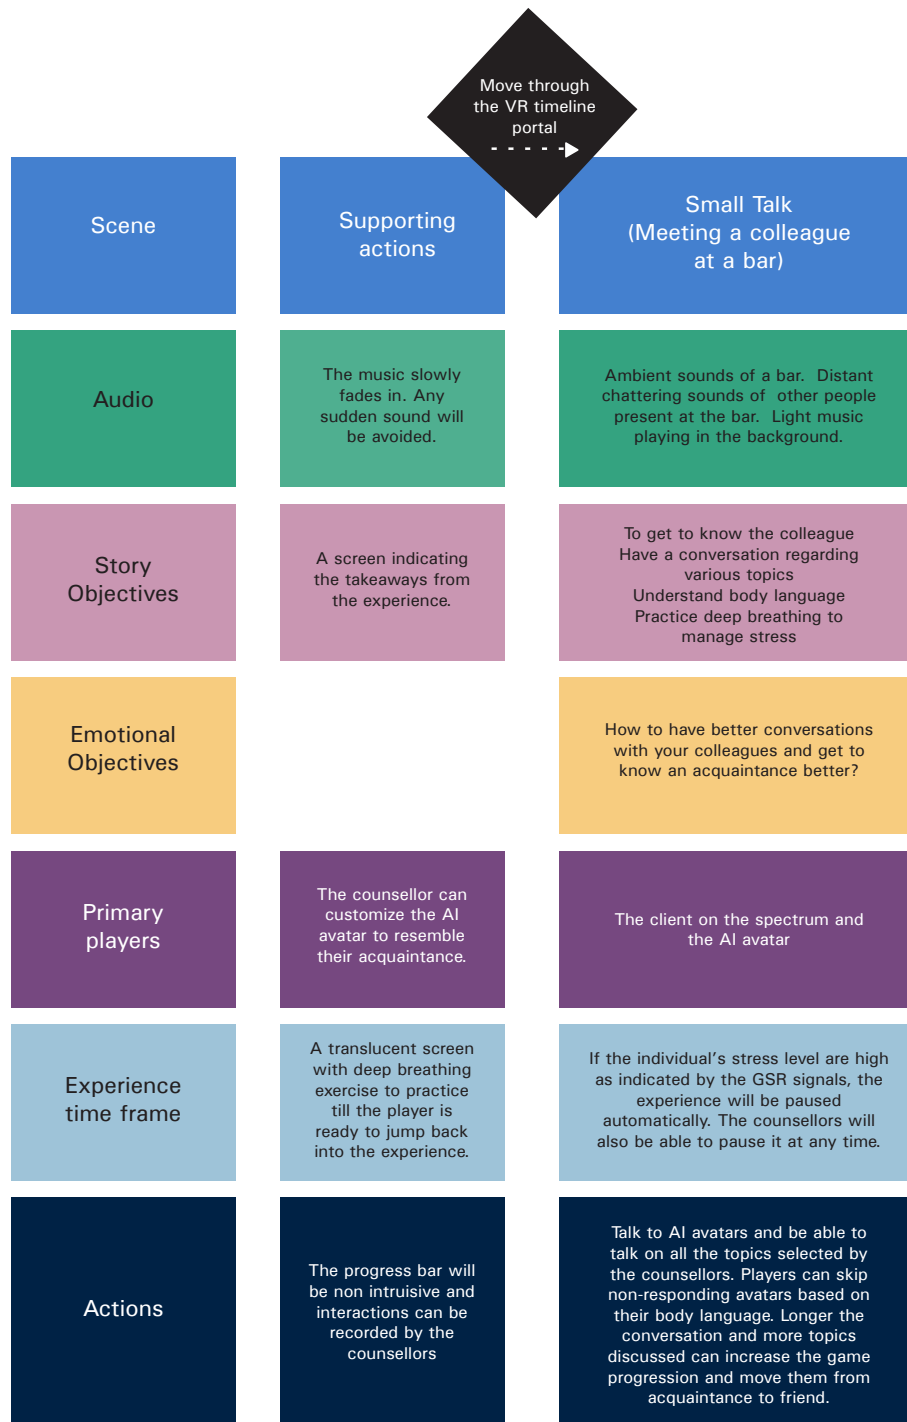 Move through
the VR timeline
portal
Scene
Supporting
actions
Small Talk
(Meeting a colleague
at a bar)
Audio
The music slowly
fades in. Any
sudden sound will
be avoided.
Ambient sounds of a bar. Distant
chattering sounds of other people
present at the bar. Light music
playing in the background.
Story
Objectives
A screen indicating
the takeaways from
the experience.
To get to know the colleague
Have a conversation regarding
various topics
Understand body language
Practice deep breathing to
manage stress
Emotional
Objectives
How to have better conversations
with your colleagues and get to
know an acquaintance better?
Primary
players
The counsellor can
customize the AI
avatar to resemble
their acquaintance.
The client on the spectrum and
the AI avatar
Experience
time frame
A translucent screen
with deep breathing
exercise to practice
till the player is
ready to jump back
into the experience.
If the individual's stress level are high
as indicated by the GSR signals, the
experience will be paused
automatically. The counsellors will
also be able to pause it at any time.
Actions
The progress bar will
be non intruisive and
interactions can be
recorded by the
counsellors
Talk to AI avatars and be able to
talk on all the topics selected by
the counsellors. Players can skip
non-responding avatars based on
their body language. Longer the
conversation and more topics
discussed can increase the game
progression and move them from
acquaintance to friend.